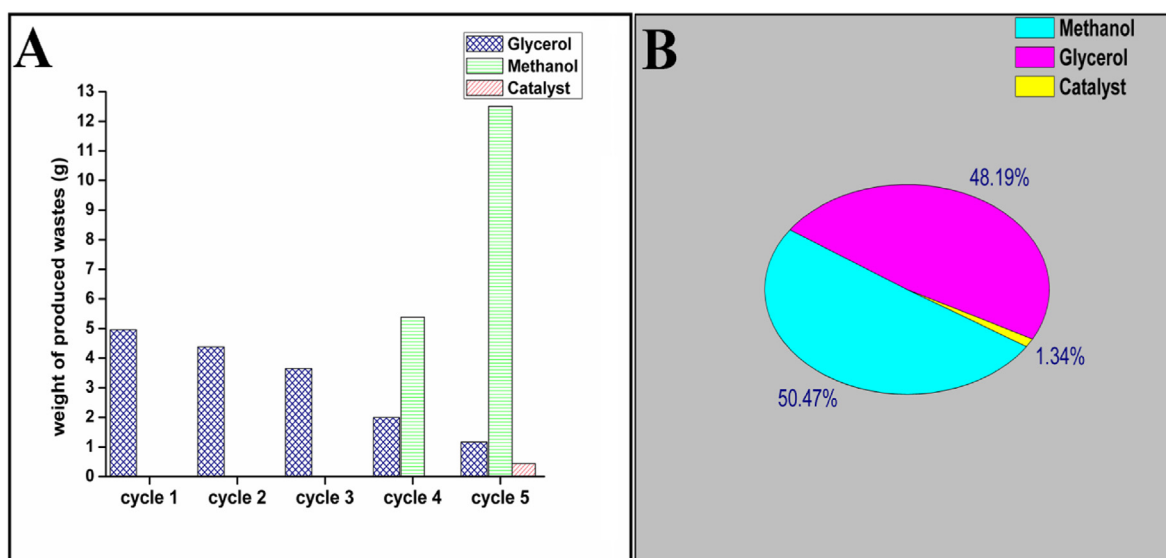 A
Glycerol
Methanol
Catalyst
weight of produced wastes (g)
13
12
11
10
9
8
7
6
5
4
3
2
1
0
cycle 1 cycle 2 cycle 3 cycle 4 cycle 5
B
Methanol
Glycerol
Catalyst
48.19%
1.34%
50.47%